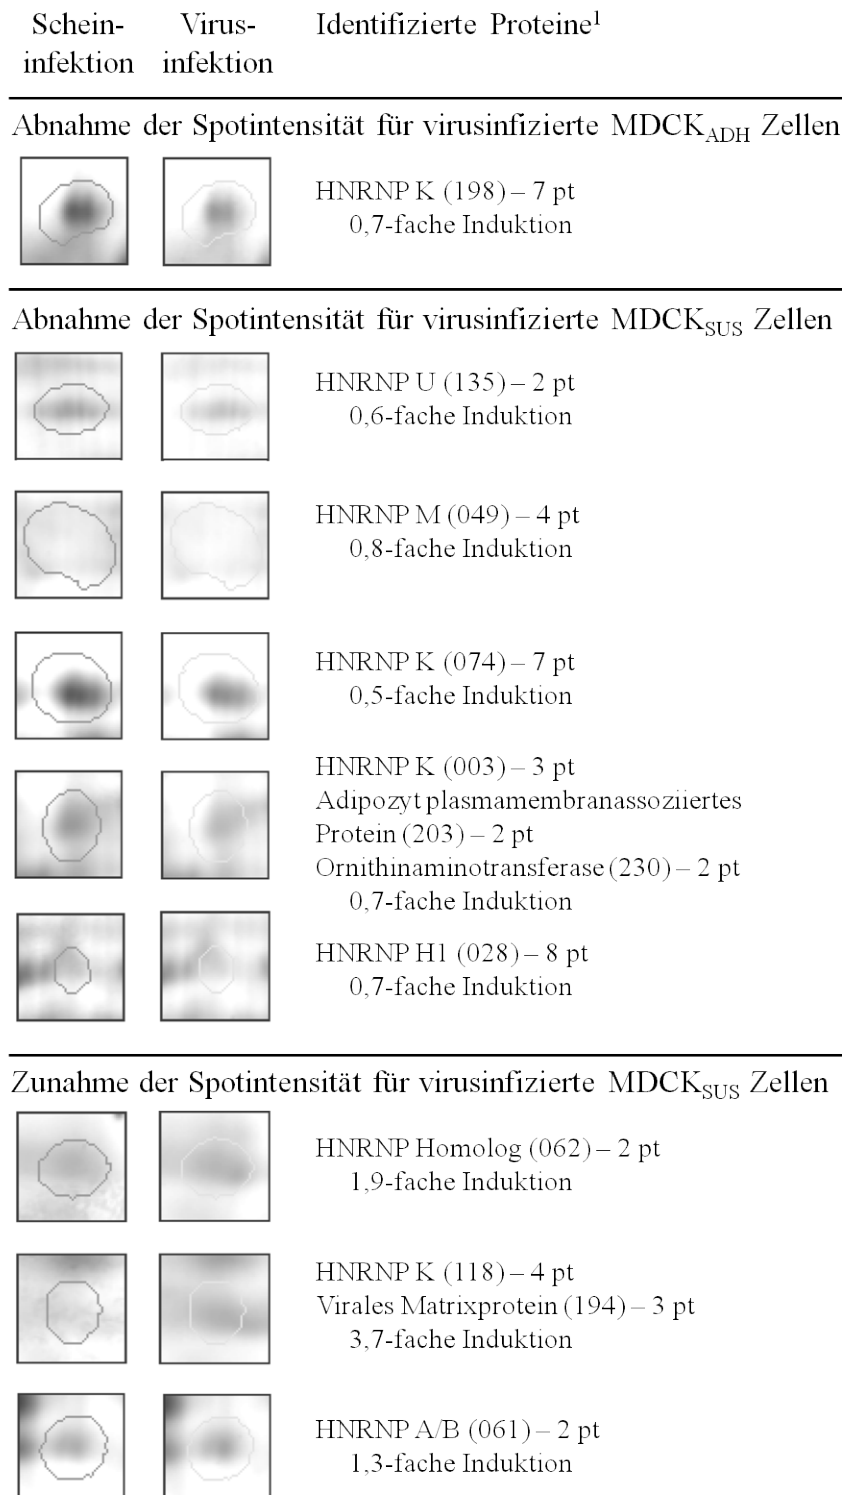 Schein- Virus- Identifizierte Proteine¹
infektion infektion
Abnahme der Spotintensität für virusinfizierte MDCK_ADH Zellen
HNRNP K (198) – 7 pt
0,7-fache Induktion
Abnahme der Spotintensität für virusinfizierte MDCK_SUS Zellen
HNRNP U (135) – 2 pt
0,6-fache Induktion
HNRNP M (049) – 4 pt
0,8-fache Induktion
HNRNP K (074) – 7 pt
0,5-fache Induktion
HNRNP K (003) – 3 pt
Adipozyt plasmamembranassoziiertes
Protein (203) – 2 pt
Ornithinaminotransferase (230) – 2 pt
0,7-fache Induktion
HNRNP H1 (028) – 8 pt
0,7-fache Induktion
Zunahme der Spotintensität für virusinfizierte MDCK_SUS Zellen
HNRNP Homolog (062) – 2 pt
1,9-fache Induktion
HNRNP K (118) – 4 pt
Virales Matrixprotein (194) – 3 pt
3,7-fache Induktion
HNRNP A/B (061) – 2 pt
1,3-fache Induktion